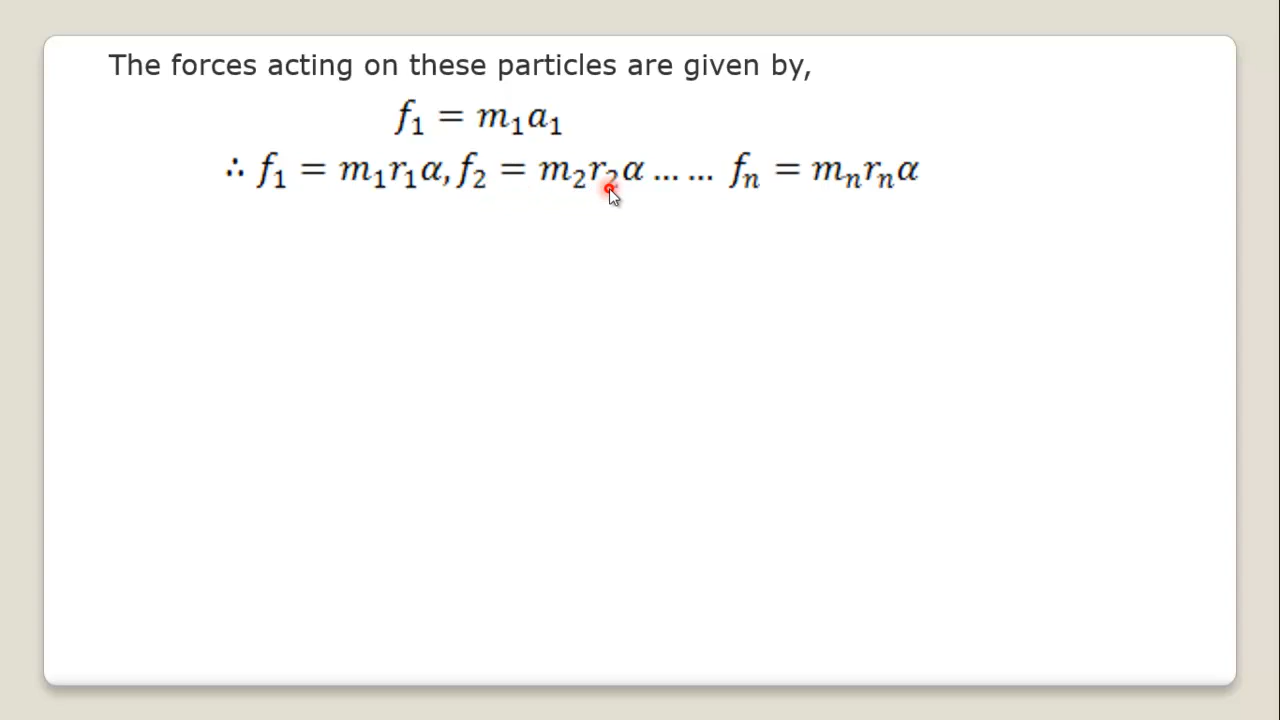 The forces acting on these particles are given by,
f₁ = m₁a₁
∴ f₁ = m₁r₁α, f₂ = m₂r₂α …… fₙ = mₙrₙα